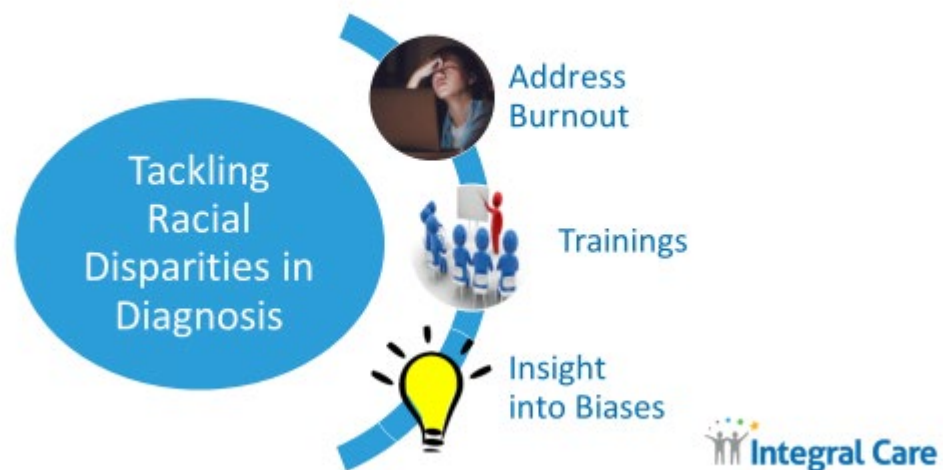 Tackling
Racial
Disparities in
Diagnosis
Address
Burnout
Trainings
Insight
into Biases
Integral Care